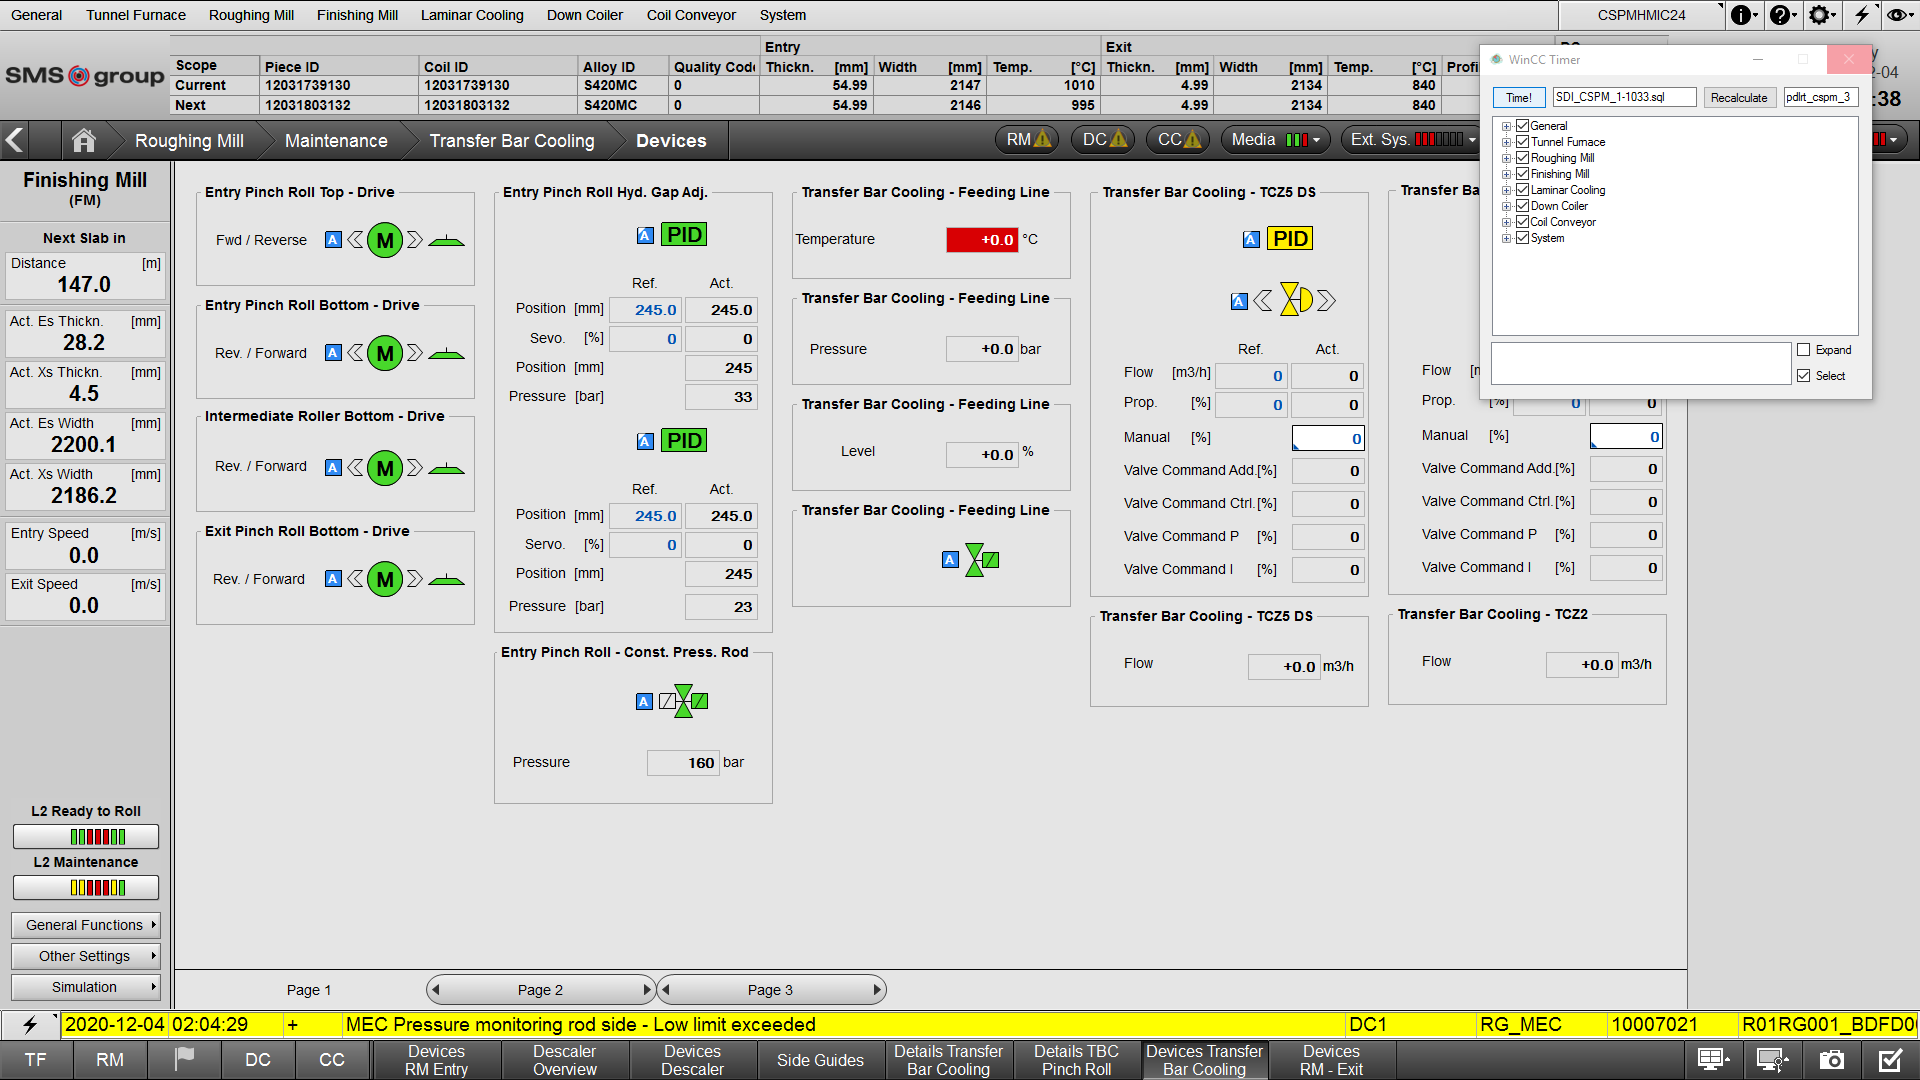 General Tunnel Furnace Roughing Mill Finishing Mill Laminar Cooling Down Coiler Coil Conveyor System CSPMHMIC24
SMS group
Entry Exit
Scope Piece ID Coil ID Alloy ID Quality Code Thickn. [mm] Width [mm] Temp. [°C] Thickn. [mm] Width [mm] Temp. [°C] Profi
Current 12031739130 12031739130 S420MC 0 54.99 2147 1010 4.99 2134 840
Next 12031803132 12031803132 S420MC 0 54.99 2146 995 4.99 2134 840
-04
:38
Roughing Mill Maintenance Transfer Bar Cooling Devices RM DC CC Media Ext. Sys.
WinCC Timer
Time! SDI_CSPM_1-1033.sql Recalculate pdlrt_cspm_3
General
Tunnel Furnace
Roughing Mill
Finishing Mill
Laminar Cooling
Down Coiler
Coil Conveyor
System
Expand
Select
Finishing Mill
(FM)
Next Slab in
Distance [m]
147.0
Act. Es Thickn. [mm]
28.2
Act. Xs Thickn. [mm]
4.5
Act. Es Width [mm]
2200.1
Act. Xs Width [mm]
2186.2
Entry Speed [m/s]
0.0
Exit Speed [m/s]
0.0
L2 Ready to Roll
L2 Maintenance
General Functions
Other Settings
Simulation
Entry Pinch Roll Top - Drive
Fwd / Reverse A M
Entry Pinch Roll Bottom - Drive
Rev. / Forward A M
Intermediate Roller Bottom - Drive
Rev. / Forward A M
Exit Pinch Roll Bottom - Drive
Rev. / Forward A M
Entry Pinch Roll Hyd. Gap Adj.
A PID
Ref. Act.
Position [mm] 245.0 245.0
Sevo. [%] 0 0
Position [mm] 245
Pressure [bar] 33
A PID
Ref. Act.
Position [mm] 245.0 245.0
Servo. [%] 0 0
Position [mm] 245
Pressure [bar] 23
Entry Pinch Roll - Const. Press. Rod
A
Pressure 160 bar
Transfer Bar Cooling - Feeding Line
Temperature +0.0 °C
Transfer Bar Cooling - Feeding Line
Pressure +0.0 bar
Transfer Bar Cooling - Feeding Line
Level +0.0 %
Transfer Bar Cooling - Feeding Line
A
Transfer Bar Cooling - TCZ5 DS
A PID
A
Ref. Act.
Flow [m3/h] 0 0
Prop. [%] 0 0
Manual [%] 0
Valve Command Add.[%] 0
Valve Command Ctrl.[%] 0
Valve Command P [%] 0
Valve Command I [%] 0
Transfer Bar Cooling - TCZ5 DS
Flow +0.0 m3/h
Transfer Ba
Flow [m
Prop. [%] 0 0
Manual [%] 0
Valve Command Add.[%] 0
Valve Command Ctrl.[%] 0
Valve Command P [%] 0
Valve Command I [%] 0
Transfer Bar Cooling - TCZ2
Flow +0.0 m3/h
Page 1 Page 2 Page 3
2020-12-04 02:04:29 + MEC Pressure monitoring rod side - Low limit exceeded DC1 RG_MEC 10007021 R01RG001_BDFD0
TF RM DC CC
Devices RM Entry
Descaler Overview
Devices Descaler
Side Guides
Details Transfer Bar Cooling
Details TBC Pinch Roll
Devices Transfer Bar Cooling
Devices RM - Exit